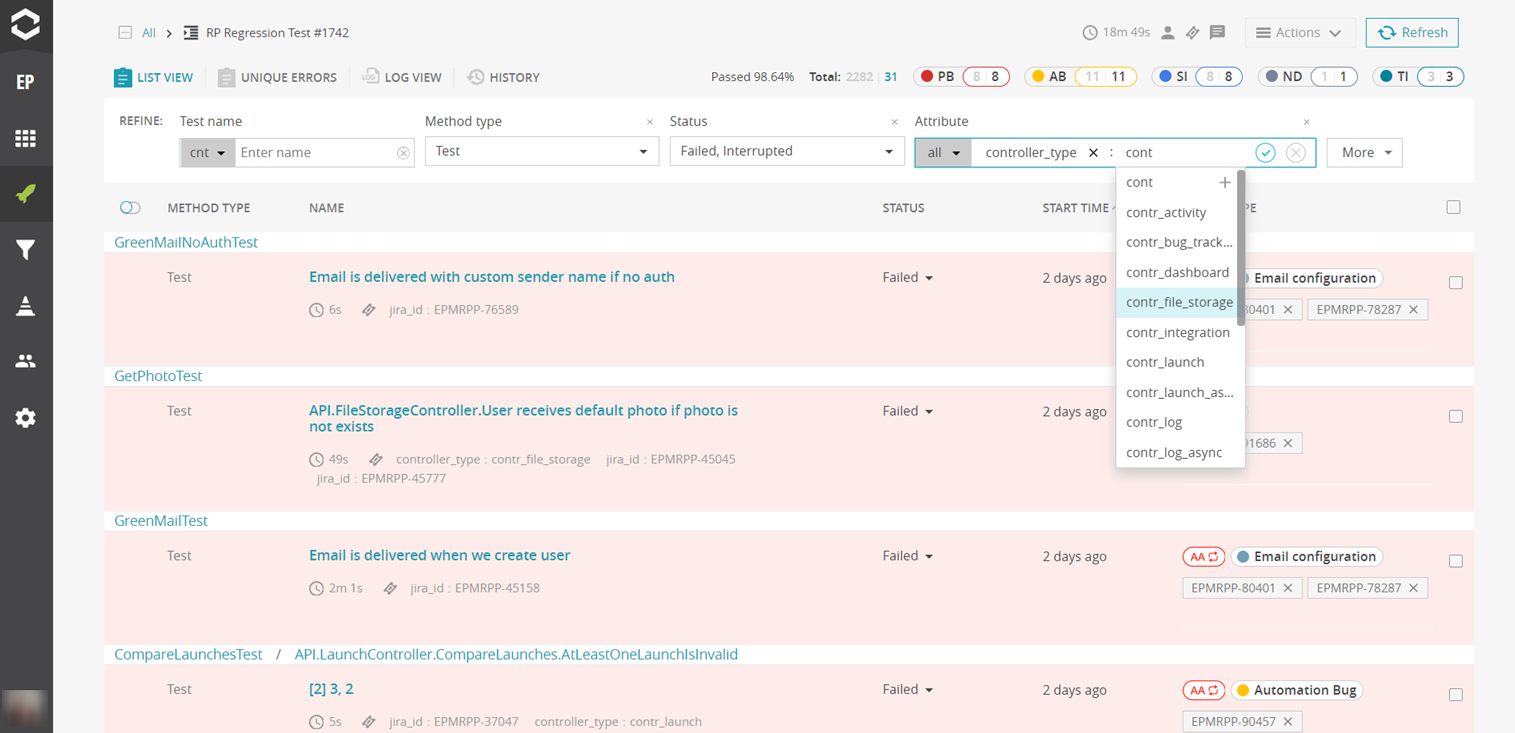 All > RP Regression Test #1742
18m 49s
Actions
Refresh
EP
LIST VIEW
UNIQUE ERRORS
LOG VIEW
HISTORY
Passed 98.64% Total: 2282 | 31
PB 8 | 8
AB 11 | 11
SI 8 | 8
ND 1 | 1
TI 3 | 3
REFINE:
Test name
Method type ×
Status ×
Attribute ×
cnt Enter name
Test
Failed, Interrupted
all controller_type × : cont
More
cont +
contr_activity
contr_bug_track...
contr_dashboard
contr_file_storage
contr_integration
contr_launch
contr_launch_as...
contr_log
contr_log_async
METHOD TYPE NAME STATUS START TIME PE
GreenMailNoAuthTest
Test Email is delivered with custom sender name if no auth Failed 2 days ago Email configuration
6s jira_id : EPMRPP-76589 80401 × EPMRPP-78287 ×
GetPhotoTest
Test API.FileStorageController.User receives default photo if photo is Failed 2 days ago
not exists
49s controller_type : contr_file_storage jira_id : EPMRPP-45045 91686 ×
jira_id : EPMRPP-45777
GreenMailTest
Test Email is delivered when we create user Failed 2 days ago AA Email configuration
2m 1s jira_id : EPMRPP-45158 EPMRPP-80401 × EPMRPP-78287 ×
CompareLaunchesTest / API.LaunchController.CompareLaunches.AtLeastOneLaunchIsInvalid
Test [2] 3, 2 Failed 2 days ago AA Automation Bug
5s jira_id : EPMRPP-37047 controller_type : contr_launch EPMRPP-90457 ×